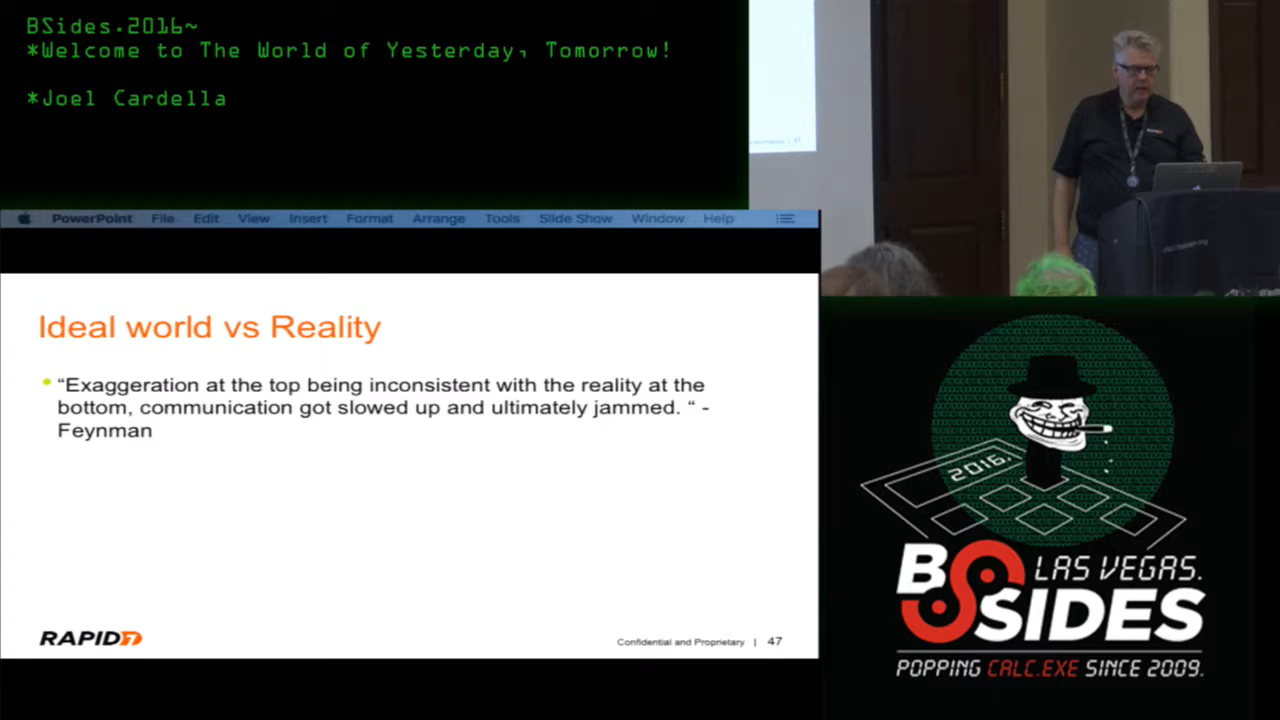 BSides.2016~
*Welcome to The World of Yesterday, Tomorrow!
*Joel Cardella
PowerPoint File Edit View Insert Format Arrange Tools Slide Show Window Help
Ideal world vs Reality
• “Exaggeration at the top being inconsistent with the reality at the
bottom, communication got slowed up and ultimately jammed. “ -
Feynman
RAPID7
Confidential and Proprietary | 47
2016.
BSIDES
LAS VEGAS.
POPPING CALC.EXE SINCE 2009.